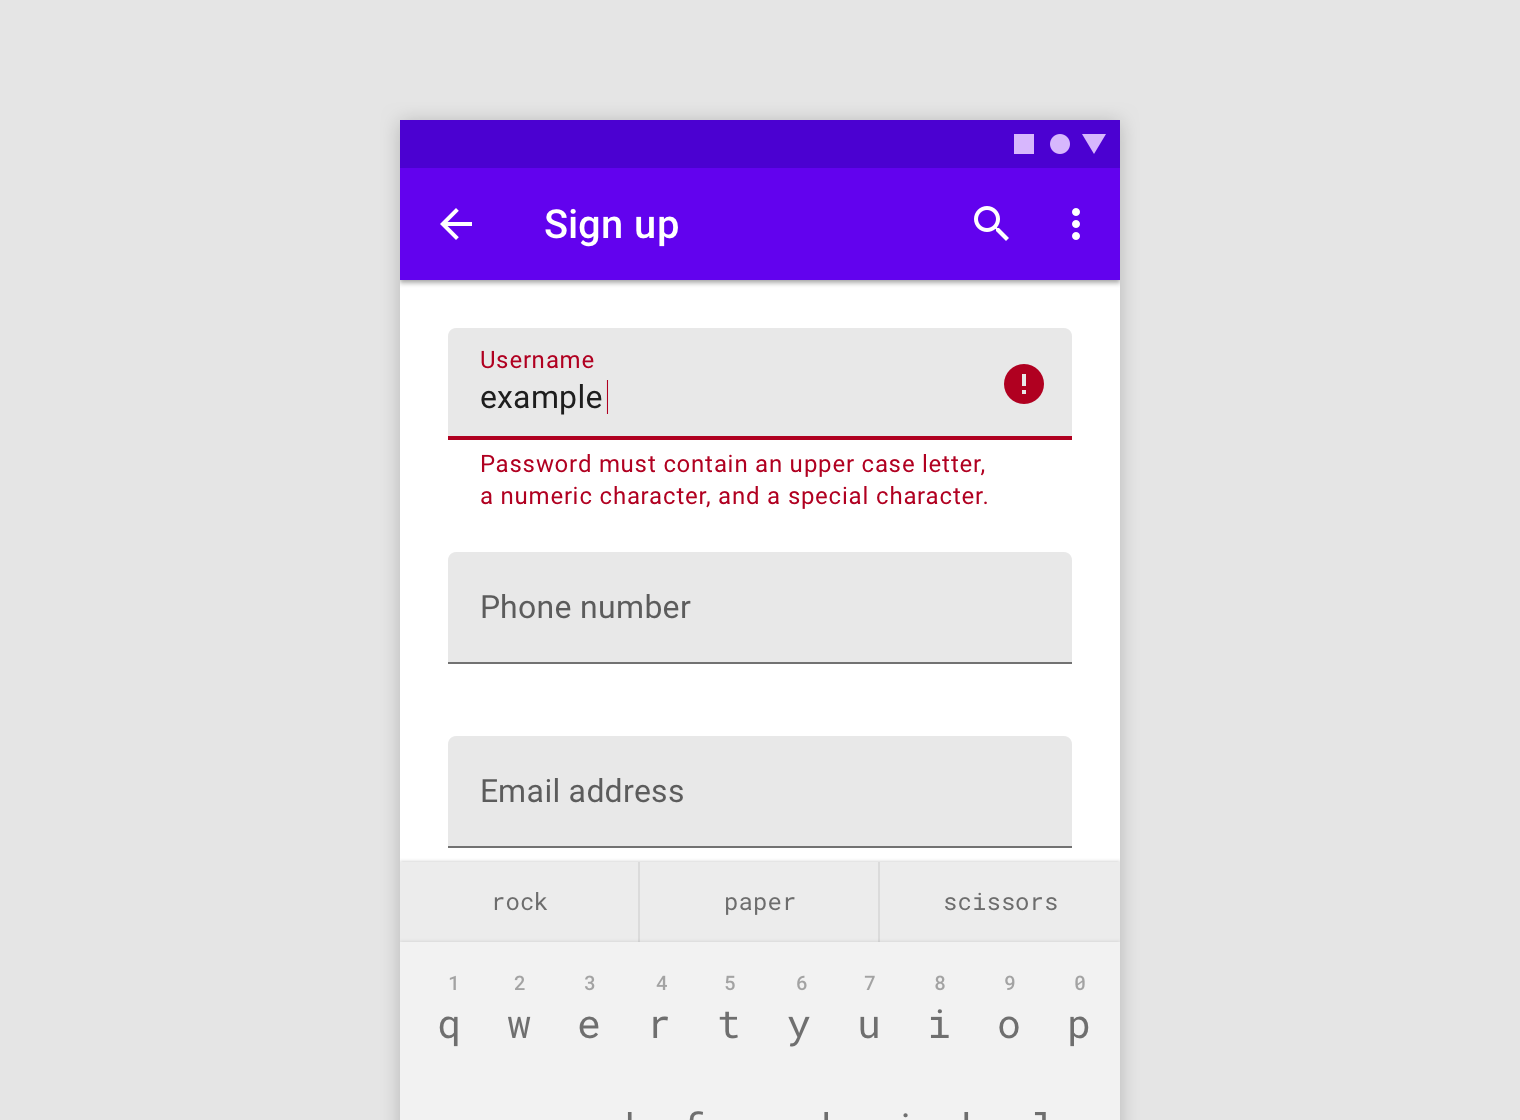 Sign up
Username
example
Password must contain an upper case letter,
a numeric character, and a special character.
Phone number
Email address
rock paper scissors
1 2 3 4 5 6 7 8 9 0
q w e r t y u i o p